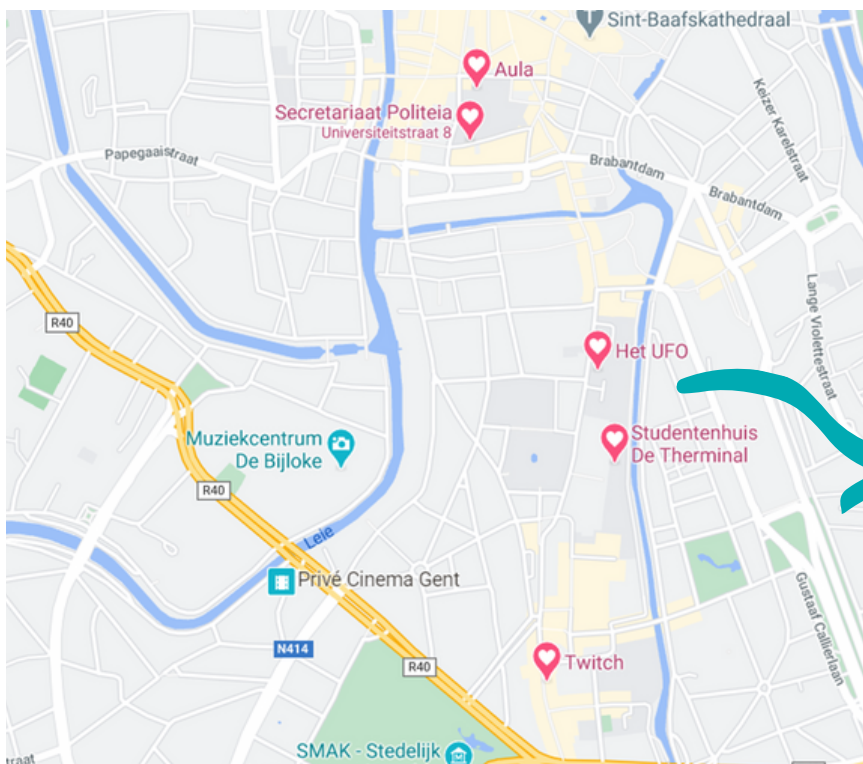 Sint-Baafskathedraal
Aula
Keizer Karelstraat
Secretariaat Politeia
Universiteitstraat 8
Papegaaistraat
Brabantdam
Brabantdam
Lange Violettestraat
R40
Het UFO
Muziekcentrum
De Bijloke
Studentenhuis
De Therminal
R40
Leie
Privé Cinema Gent
Gustaaf Callierlaan
N414
R40
Twitch
SMAK - Stedelijk
traat